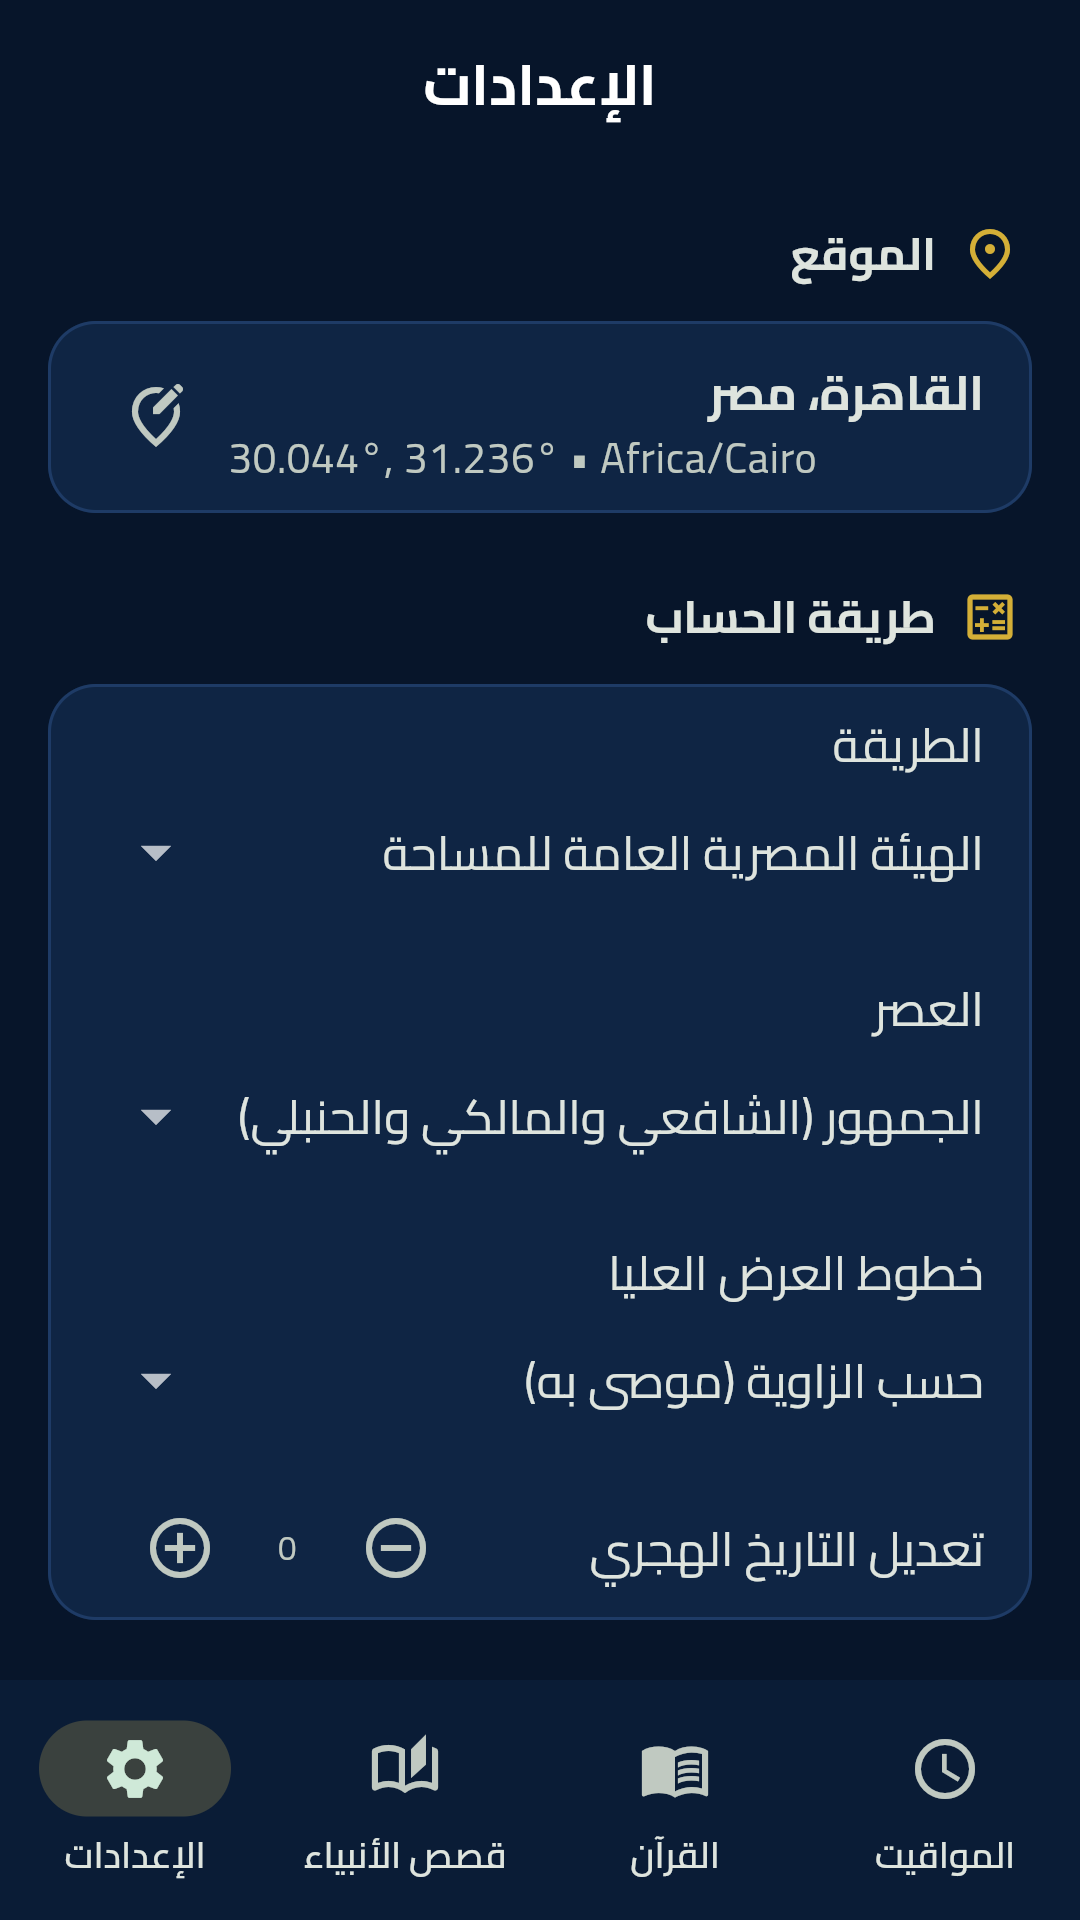 الإعدادات
الموقع
القاهرة، مصر
30.044°, 31.236° ▪ Africa/Cairo
طريقة الحساب
الطريقة
الهيئة المصرية العامة للمساحة
العصر
الجمهور (الشافعي والمالكي والحنبلي)
خطوط العرض العليا
حسب الزاوية (موصى به)
تعديل التاريخ الهجري
0
المواقيت
القرآن
قصص الأنبياء
الإعدادات